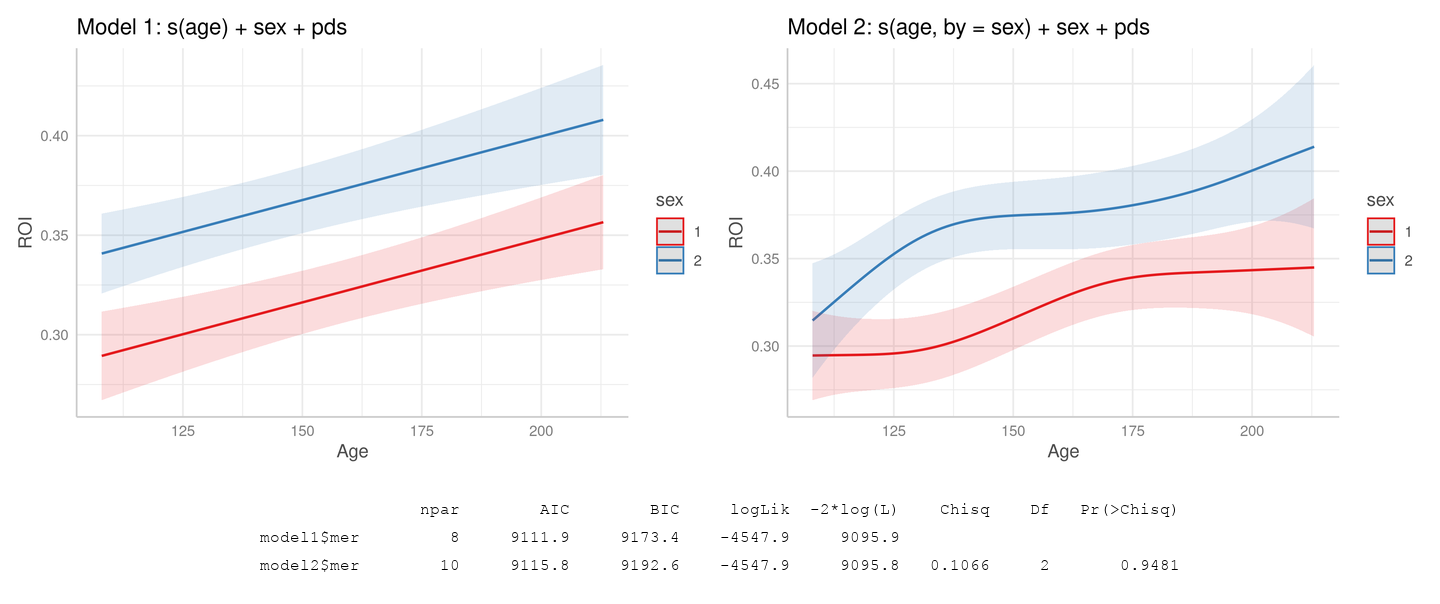 Model 1: s(age) + sex + pds
ROI
0.40
0.35
0.30
125 150 175 200
Age
sex
1
2
Model 2: s(age, by = sex) + sex + pds
ROI
0.45
0.40
0.35
0.30
125 150 175 200
Age
sex
1
2
npar AIC BIC logLik -2*log(L) Chisq Df Pr(>Chisq)
model1$mer 8 9111.9 9173.4 -4547.9 9095.9
model2$mer 10 9115.8 9192.6 -4547.9 9095.8 0.1066 2 0.9481